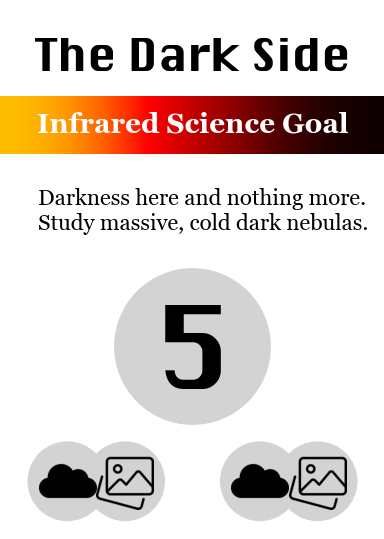 The Dark Side
Infrared Science Goal
Darkness here and nothing more.
Study massive, cold dark nebulas.
5